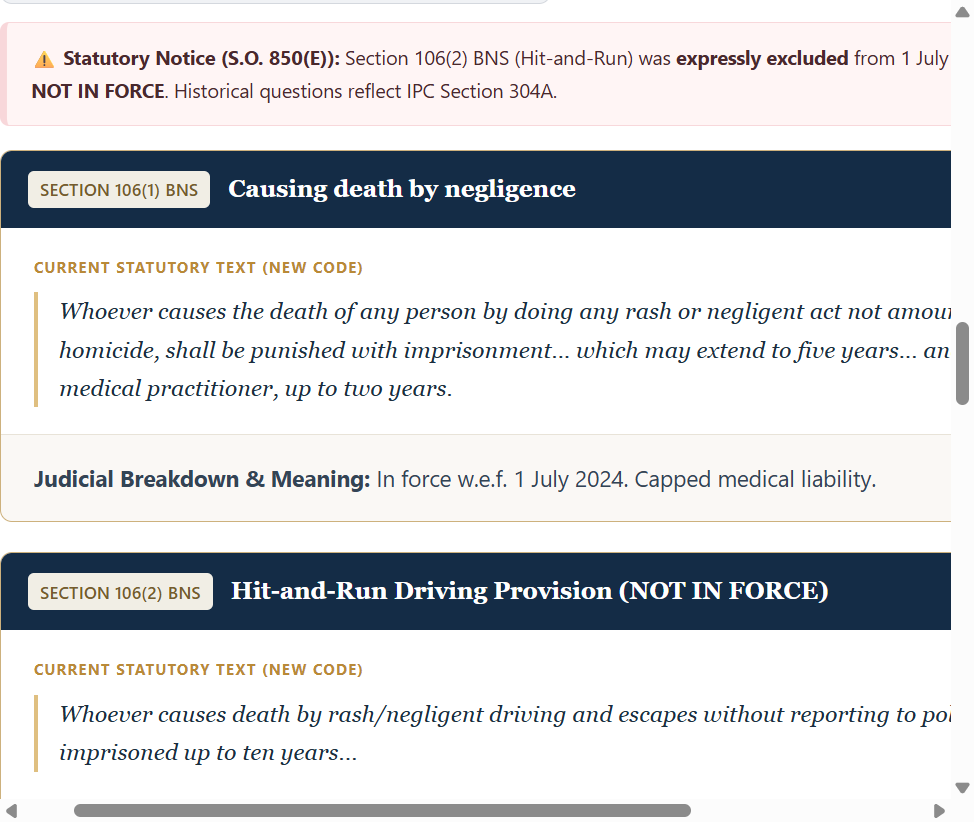 ⚠️ Statutory Notice (S.O. 850(E)): Section 106(2) BNS (Hit-and-Run) was expressly excluded from 1 July
NOT IN FORCE. Historical questions reflect IPC Section 304A.
SECTION 106(1) BNS Causing death by negligence
CURRENT STATUTORY TEXT (NEW CODE)
Whoever causes the death of any person by doing any rash or negligent act not
homicide, shall be punished with imprisonment... which may extend to five years...
medical practitioner, up to two years.
Judicial Breakdown & Meaning: In force w.e.f. 1 July 2024. Capped medical liability.
SECTION 106(2) BNS Hit-and-Run Driving Provision (NOT IN FORCE)
CURRENT STATUTORY TEXT (NEW CODE)
Whoever causes death by rash/negligent driving and escapes without reporting to
imprisoned up to ten years...